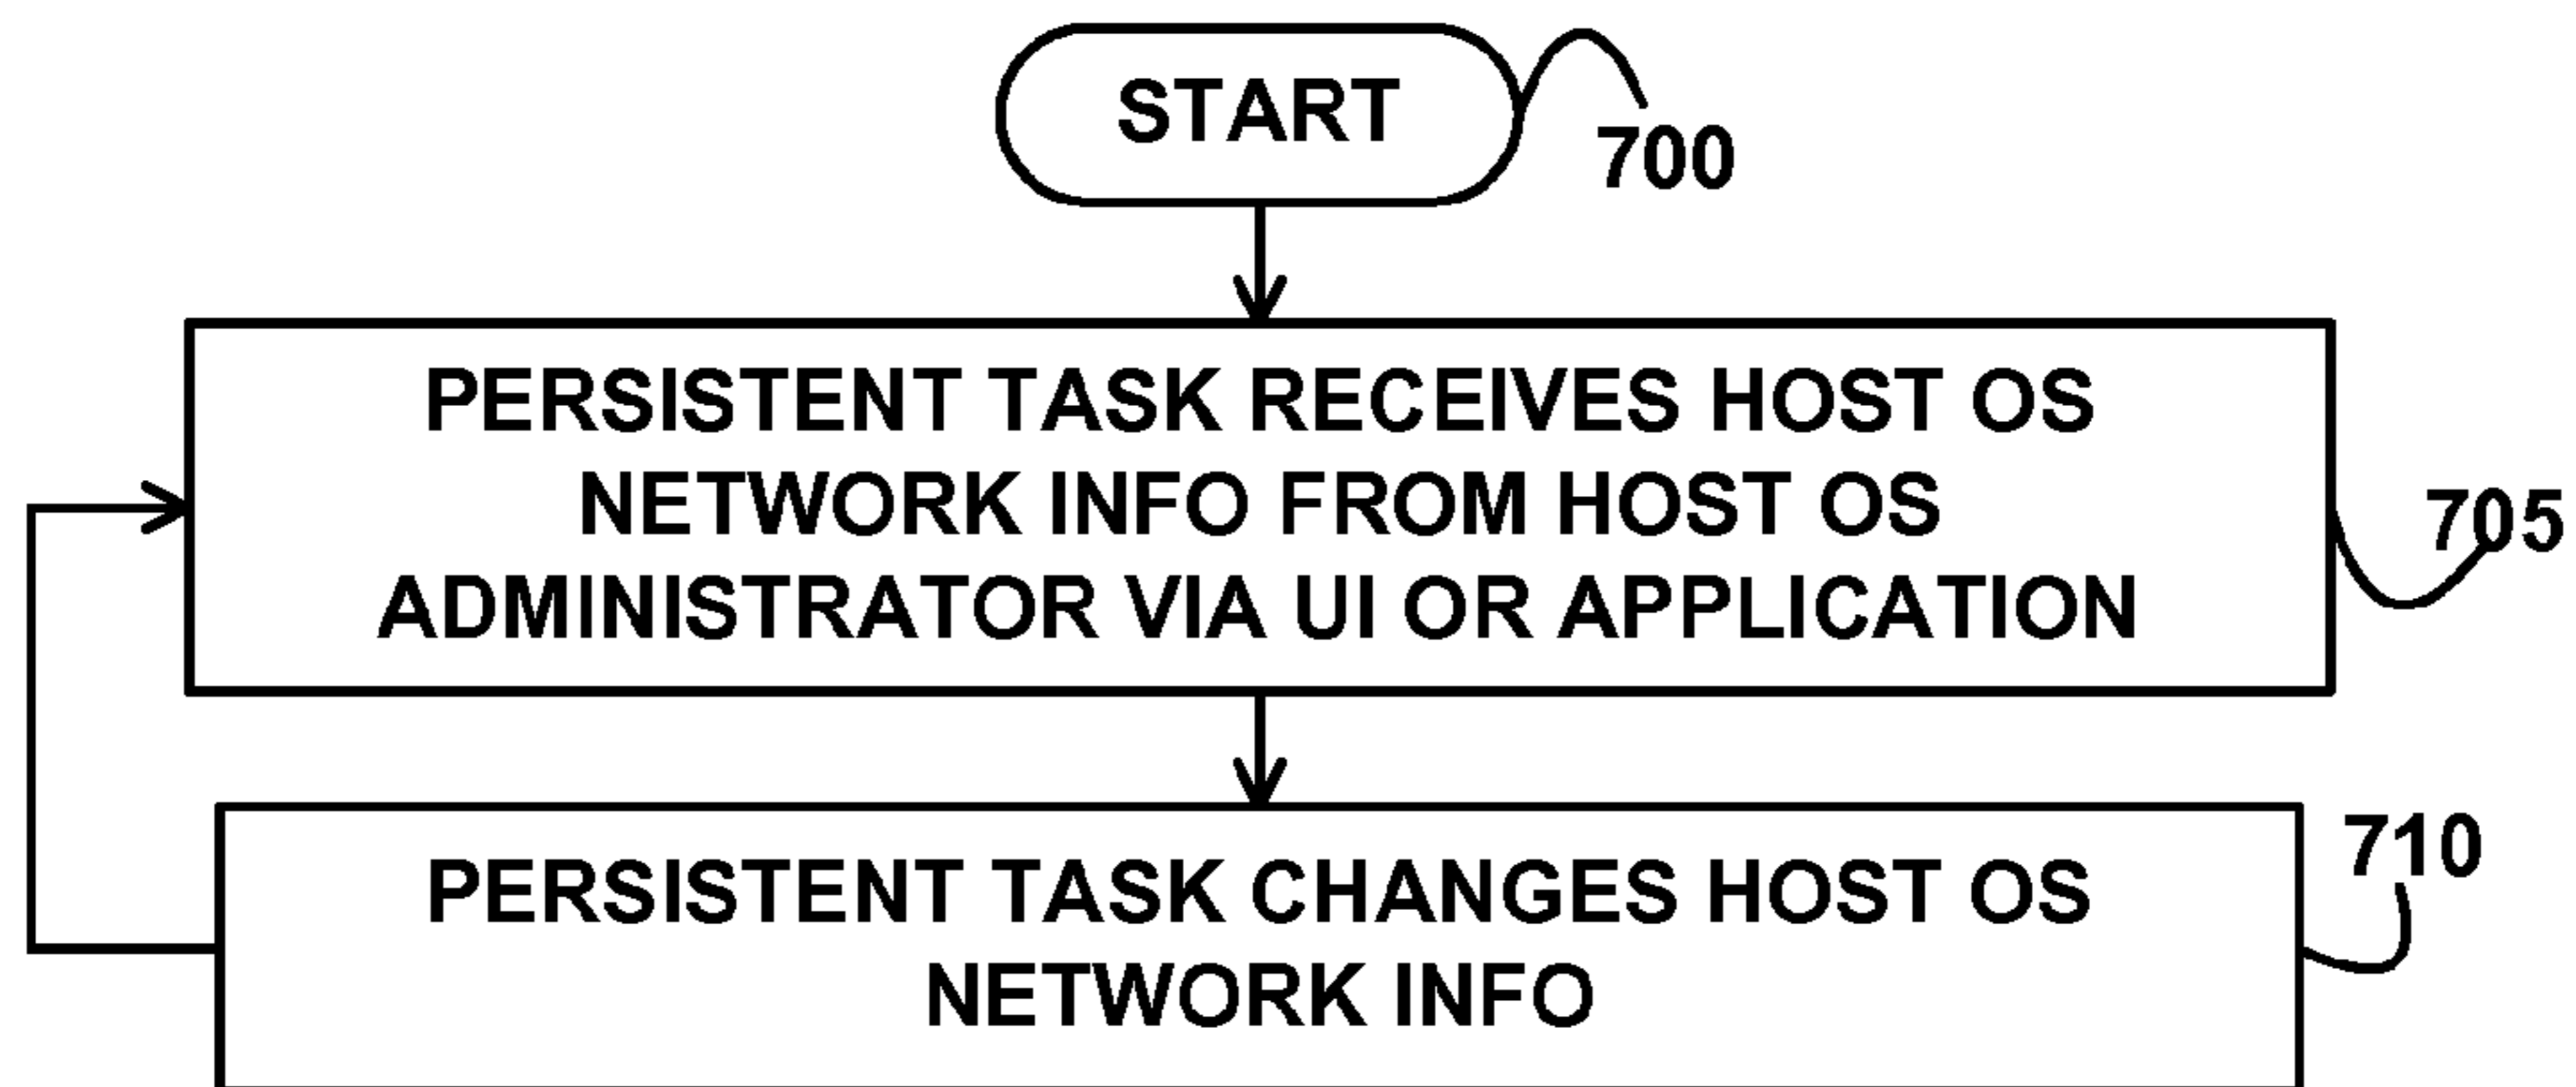 START
700
PERSISTENT TASK RECEIVES HOST OS
NETWORK INFO FROM HOST OS
ADMINISTRATOR VIA UI OR APPLICATION
705
PERSISTENT TASK CHANGES HOST OS
NETWORK INFO
710